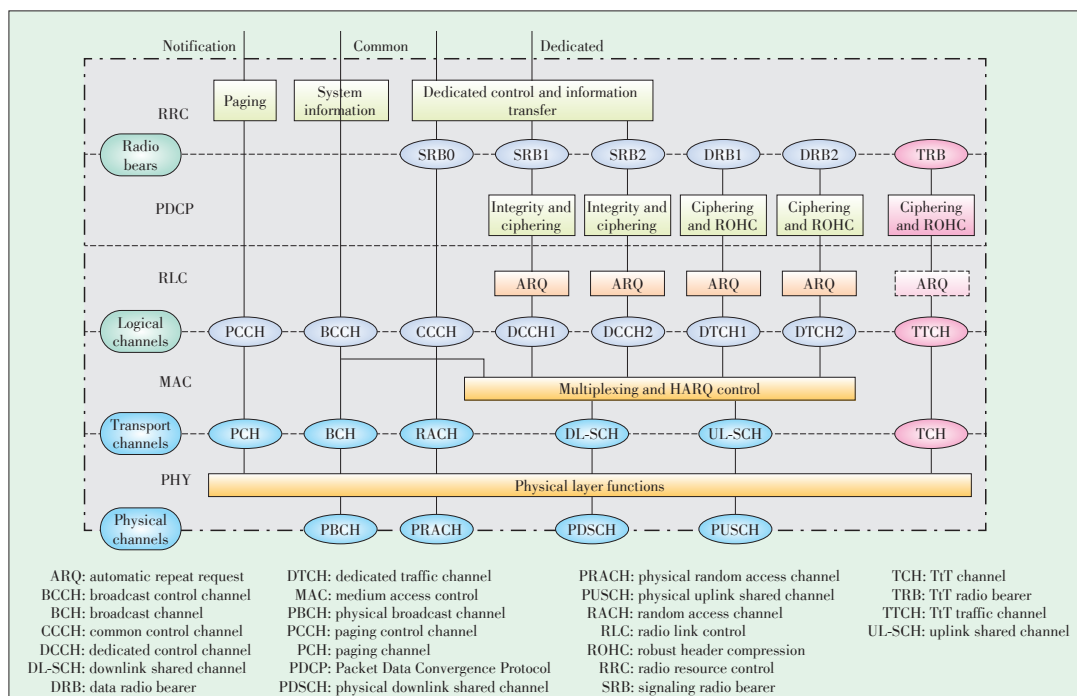 Notification Common Dedicated
RRC
Paging
System
information
Dedicated control and information
transfer
Radio
bears
SRB0 SRB1 SRB2 DRB1 DRB2 TRB
PDCP
Integrity and
ciphering
Integrity and
ciphering
Ciphering
and ROHC
Ciphering
and ROHC
Ciphering
and ROHC
RLC
ARQ ARQ ARQ ARQ ARQ
Logical
channels
PCCH BCCH CCCH DCCH1 DCCH2 DTCH1 DTCH2 TTCH
MAC
Multiplexing and HARQ control
Transport
channels
PCH BCH RACH DL-SCH UL-SCH TCH
PHY
Physical layer functions
Physical
channels
PBCH PRACH PDSCH PUSCH
ARQ: automatic repeat request
BCCH: broadcast control channel
BCH: broadcast channel
CCCH: common control channel
DCCH: dedicated control channel
DL-SCH: downlink shared channel
DRB: data radio bearer
DTCH: dedicated traffic channel
MAC: medium access control
PBCH: physical broadcast channel
PCCH: paging control channel
PCH: paging channel
PDCP: Packet Data Convergence Protocol
PDSCH: physical downlink shared channel
PRACH: physical random access channel
PUSCH: physical uplink shared channel
RACH: random access channel
RLC: radio link control
ROHC: robust header compression
RRC: radio resource control
SRB: signaling radio bearer
TCH: TtT channel
TRB: TtT radio bearer
TTCH: TtT traffic channel
UL-SCH: uplink shared channel